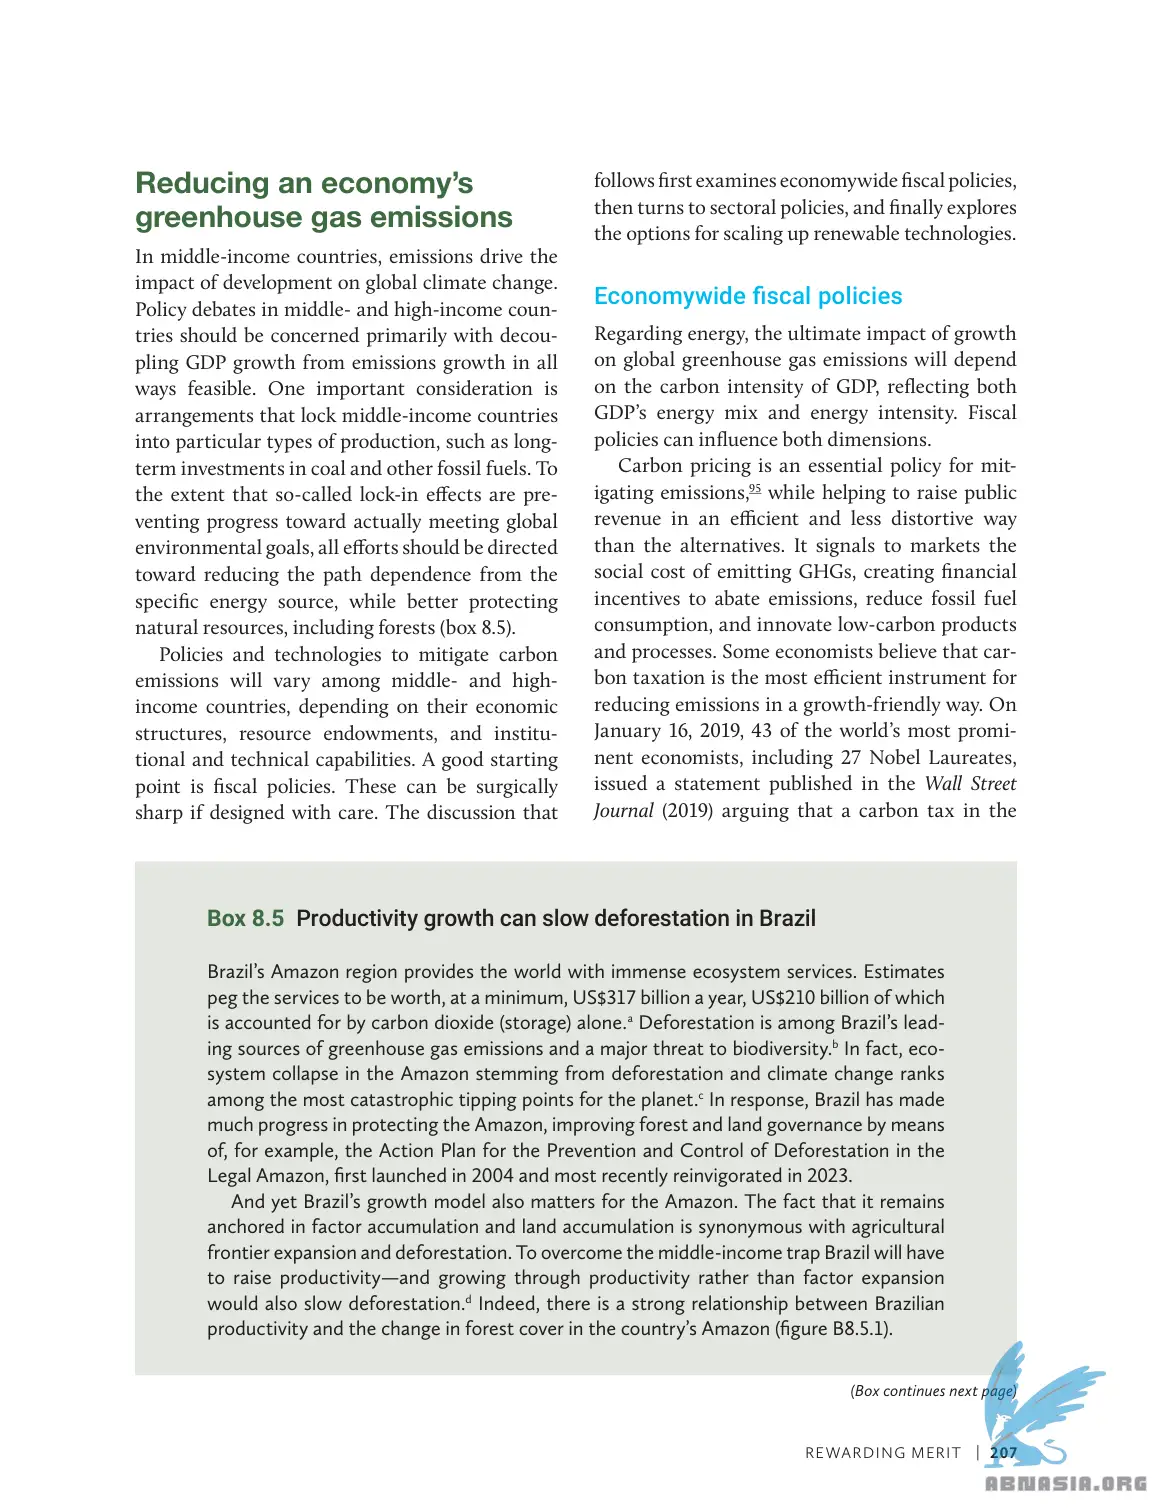 Reducing an economy's
greenhouse gas emissions
In middle-income countries, emissions drive the
impact of development on global climate change.
Policy debates in middle- and high-income coun-
tries should be concerned primarily with decou-
pling GDP growth from emissions growth in all
ways feasible. One important consideration is
arrangements that lock middle-income countries
into particular types of production, such as long-
term investments in coal and other fossil fuels. To
the extent that so-called lock-in effects are pre-
venting progress toward actually meeting global
environmental goals, all efforts should be directed
toward reducing the path dependence from the
specific energy source, while better protecting
natural resources, including forests (box 8.5).
Policies and technologies to mitigate carbon
emissions will vary among middle- and high-
income countries, depending on their economic
structures, resource endowments, and institu-
tional and technical capabilities. A good starting
point is fiscal policies. These can be surgically
sharp if designed with care. The discussion that
follows first examines economywide fiscal policies,
then turns to sectoral policies, and finally explores
the options for scaling up renewable technologies.
Economywide fiscal policies
Regarding energy, the ultimate impact of growth
on global greenhouse gas emissions will depend
on the carbon intensity of GDP, reflecting both
GDP's energy mix and energy intensity. Fiscal
policies can influence both dimensions.
Carbon pricing is an essential policy for mit-
igating emissions,95 while helping to raise public
revenue in an efficient and less distortive way
than the alternatives. It signals to markets the
social cost of emitting GHGs, creating financial
incentives to abate emissions, reduce fossil fuel
consumption, and innovate low-carbon products
and processes. Some economists believe that car-
bon taxation is the most efficient instrument for
reducing emissions in a growth-friendly way. On
January 16, 2019, 43 of the world's most promi-
nent economists, including 27 Nobel Laureates,
issued a statement published in the Wall Street
Journal (2019) arguing that a carbon tax in the
Box 8.5 Productivity growth can slow deforestation in Brazil
Brazil's Amazon region provides the world with immense ecosystem services. Estimates
peg the services to be worth, at a minimum, US$317 billion a year, US$210 billion of which
is accounted for by carbon dioxide (storage) alone.a Deforestation is among Brazil's lead-
ing sources of greenhouse gas emissions and a major threat to biodiversity.b In fact, eco-
system collapse in the Amazon stemming from deforestation and climate change ranks
among the most catastrophic tipping points for the planet.c In response, Brazil has made
much progress in protecting the Amazon, improving forest and land governance by means
of, for example, the Action Plan for the Prevention and Control of Deforestation in the
Legal Amazon, first launched in 2004 and most recently reinvigorated in 2023.
And yet Brazil's growth model also matters for the Amazon. The fact that it remains
anchored in factor accumulation and land accumulation is synonymous with agricultural
frontier expansion and deforestation. To overcome the middle-income trap Brazil will have
to raise productivity—and growing through productivity rather than factor expansion
would also slow deforestation.d Indeed, there is a strong relationship between Brazilian
productivity and the change in forest cover in the country's Amazon (figure B8.5.1).
(Box continues next page)
REWARDING MERIT | 207
ABNASIA.ORG